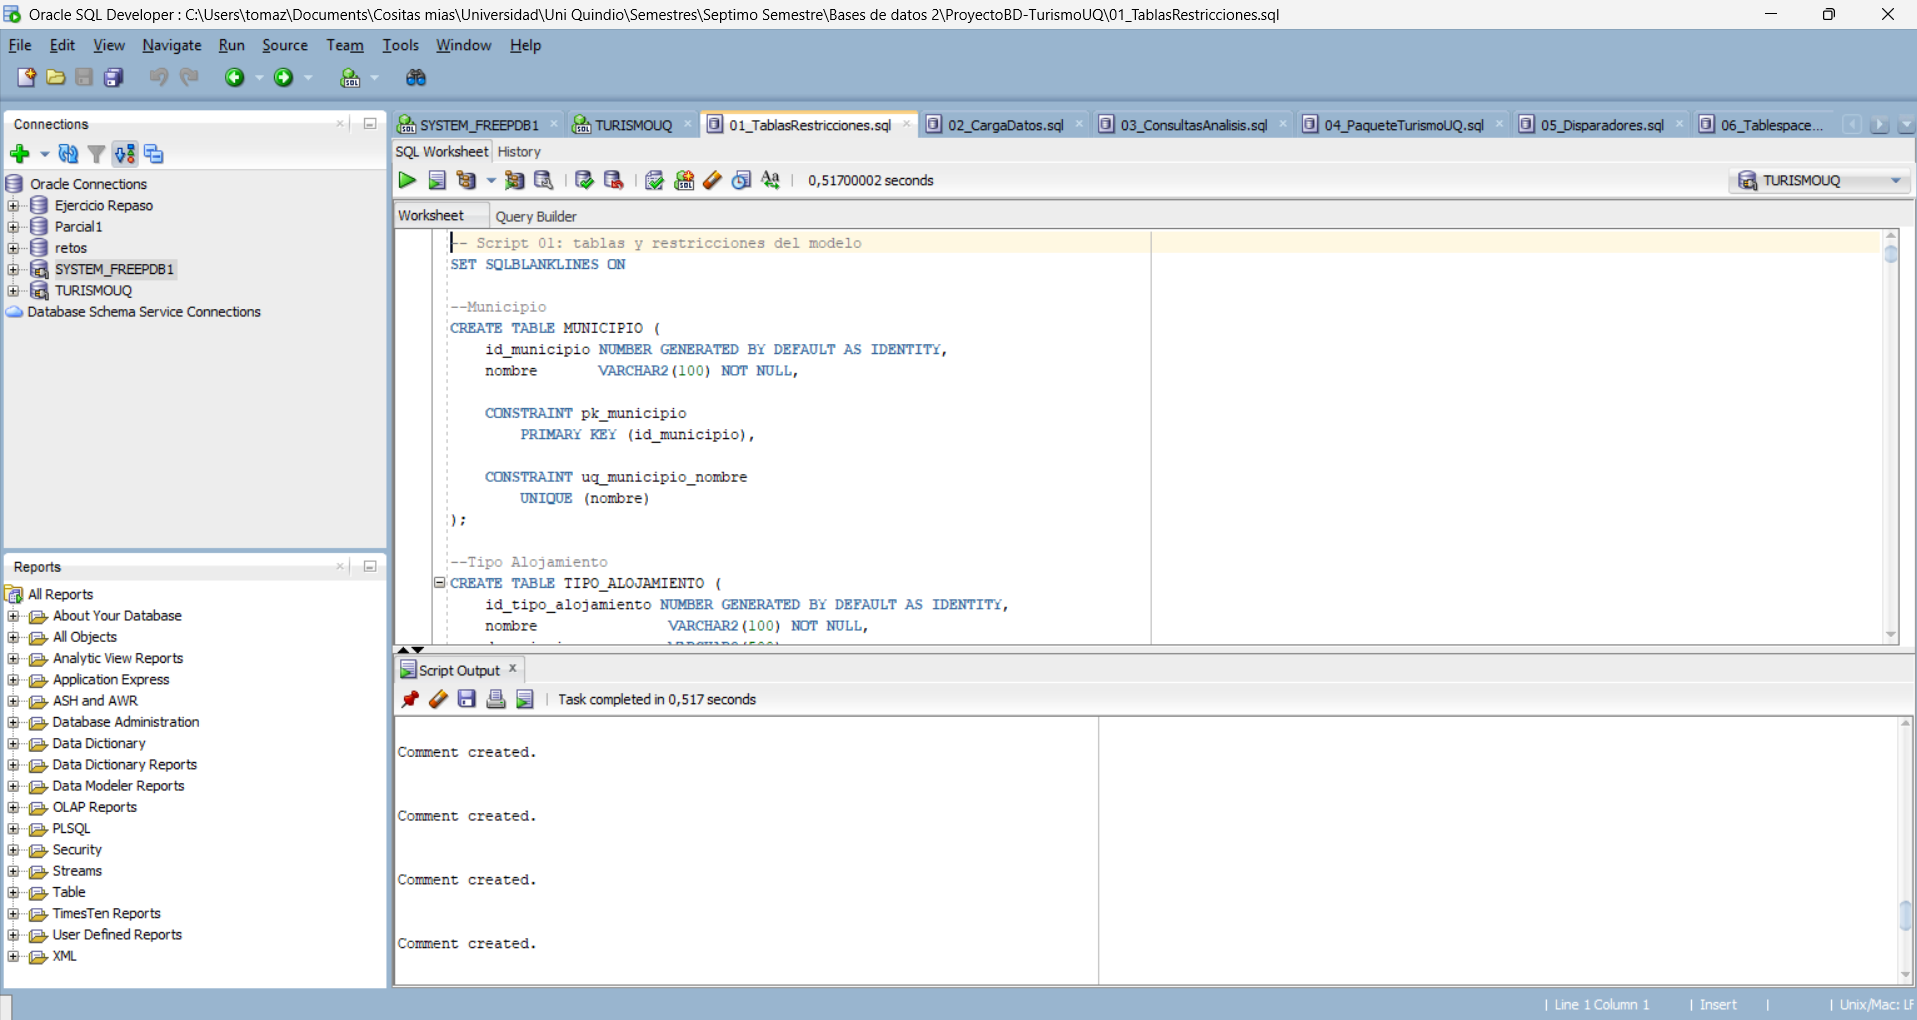 Oracle SQL Developer : C:\Users\tomaz\Documents\Cositas mias\Universidad\Uni Quindio\Semestres\Septimo Semestre\Bases de datos 2\ProyectoBD-TurismoUQ\01_TablasRestricciones.sql
File Edit View Navigate Run Source Team Tools Window Help
Connections
Oracle Connections
Ejercicio Repaso
Parcial1
retos
SYSTEM_FREEPDB1
TURISMOUQ
Database Schema Service Connections
Reports
All Reports
About Your Database
All Objects
Analytic View Reports
Application Express
ASH and AWR
Database Administration
Data Dictionary
Data Dictionary Reports
Data Modeler Reports
OLAP Reports
PLSQL
Security
Streams
Table
TimesTen Reports
User Defined Reports
XML
SYSTEM_FREEPDB1 TURISMOUQ 01_TablasRestricciones.sql 02_CargaDatos.sql 03_ConsultasAnalisis.sql 04_PaqueteTurismoUQ.sql 05_Disparadores.sql 06_Tablespace...
SQL Worksheet History
0,51700002 seconds
TURISMOUQ
Worksheet Query Builder
-- Script 01: tablas y restricciones del modelo
SET SQLBLANKLINES ON
--Municipio
CREATE TABLE MUNICIPIO (
id_municipio NUMBER GENERATED BY DEFAULT AS IDENTITY,
nombre VARCHAR2(100) NOT NULL,
CONSTRAINT pk_municipio
PRIMARY KEY (id_municipio),
CONSTRAINT uq_municipio_nombre
UNIQUE (nombre)
);
--Tipo Alojamiento
CREATE TABLE TIPO_ALOJAMIENTO (
id_tipo_alojamiento NUMBER GENERATED BY DEFAULT AS IDENTITY,
nombre VARCHAR2(100) NOT NULL,
Script Output
Task completed in 0,517 seconds
Comment created.
Comment created.
Comment created.
Comment created.
Line 1 Column 1 Insert Unix/Mac: LF